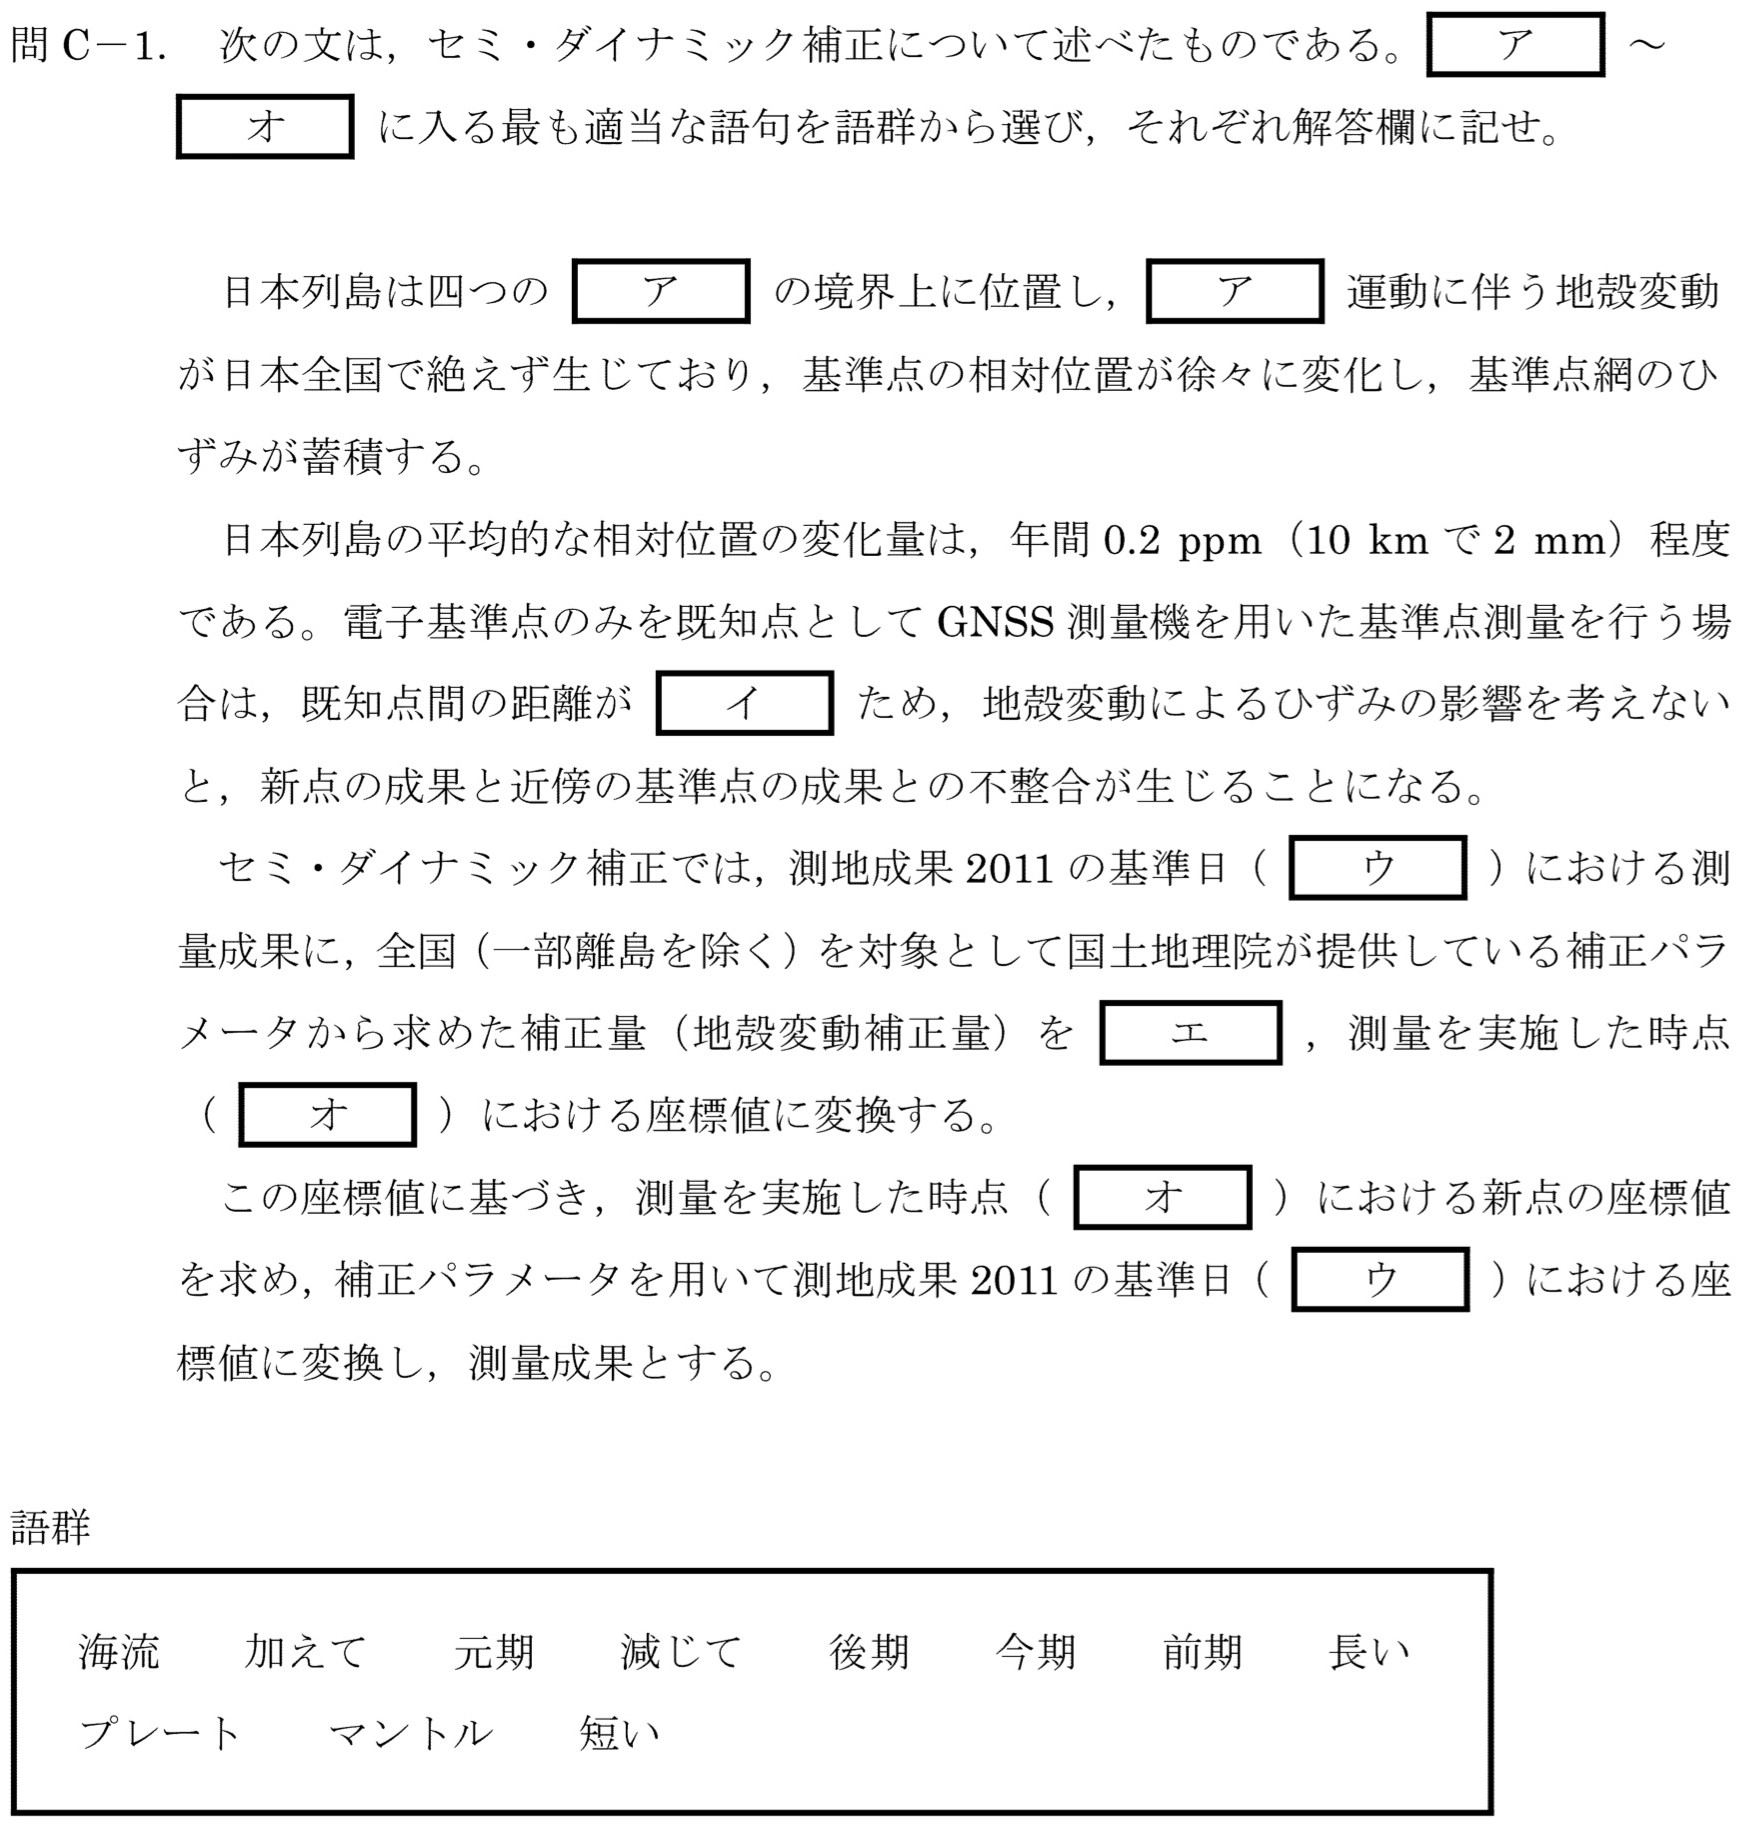 問 C－1.　次の文は，セミ・ダイナミック補正について述べたものである。 ア ～
オ に入る最も適当な語句を語群から選び，それぞれ解答欄に記せ。
日本列島は四つの ア の境界上に位置し， ア 運動に伴う地殻変動
が日本全国で絶えず生じており，基準点の相対位置が徐々に変化し，基準点網のひ
ずみが蓄積する。
日本列島の平均的な相対位置の変化量は，年間 0.2 ppm（10 km で 2 mm）程度
である。電子基準点のみを既知点として GNSS 測量機を用いた基準点測量を行う場
合は，既知点間の距離が イ ため，地殻変動によるひずみの影響を考えない
と，新点の成果と近傍の基準点の成果との不整合が生じることになる。
セミ・ダイナミック補正では，測地成果 2011 の基準日（ ウ ）における測
量成果に，全国（一部離島を除く）を対象として国土地理院が提供している補正パラ
メータから求めた補正量（地殻変動補正量）を エ ，測量を実施した時点
（ オ ）における座標値に変換する。
この座標値に基づき，測量を実施した時点（ オ ）における新点の座標値
を求め，補正パラメータを用いて測地成果 2011 の基準日（ ウ ）における座
標値に変換し，測量成果とする。
語群
海流　加えて　元期　減じて　後期　今期　前期　長い
プレート　マントル　短い